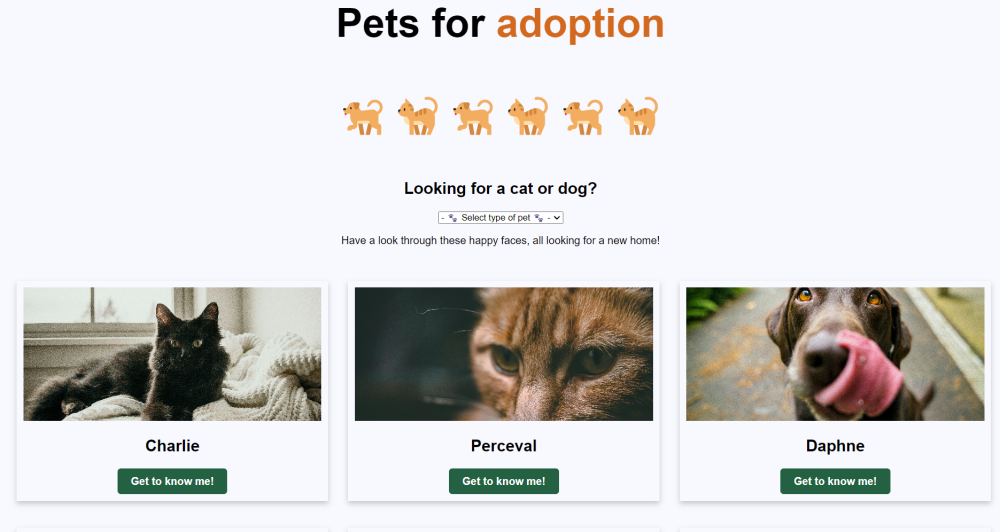 Pets for adoption
Looking for a cat or dog?
- 🐾 Select type of pet 🐾 -
Have a look through these happy faces, all looking for a new home!
Charlie
Perceval
Daphne
Get to know me!
Get to know me!
Get to know me!